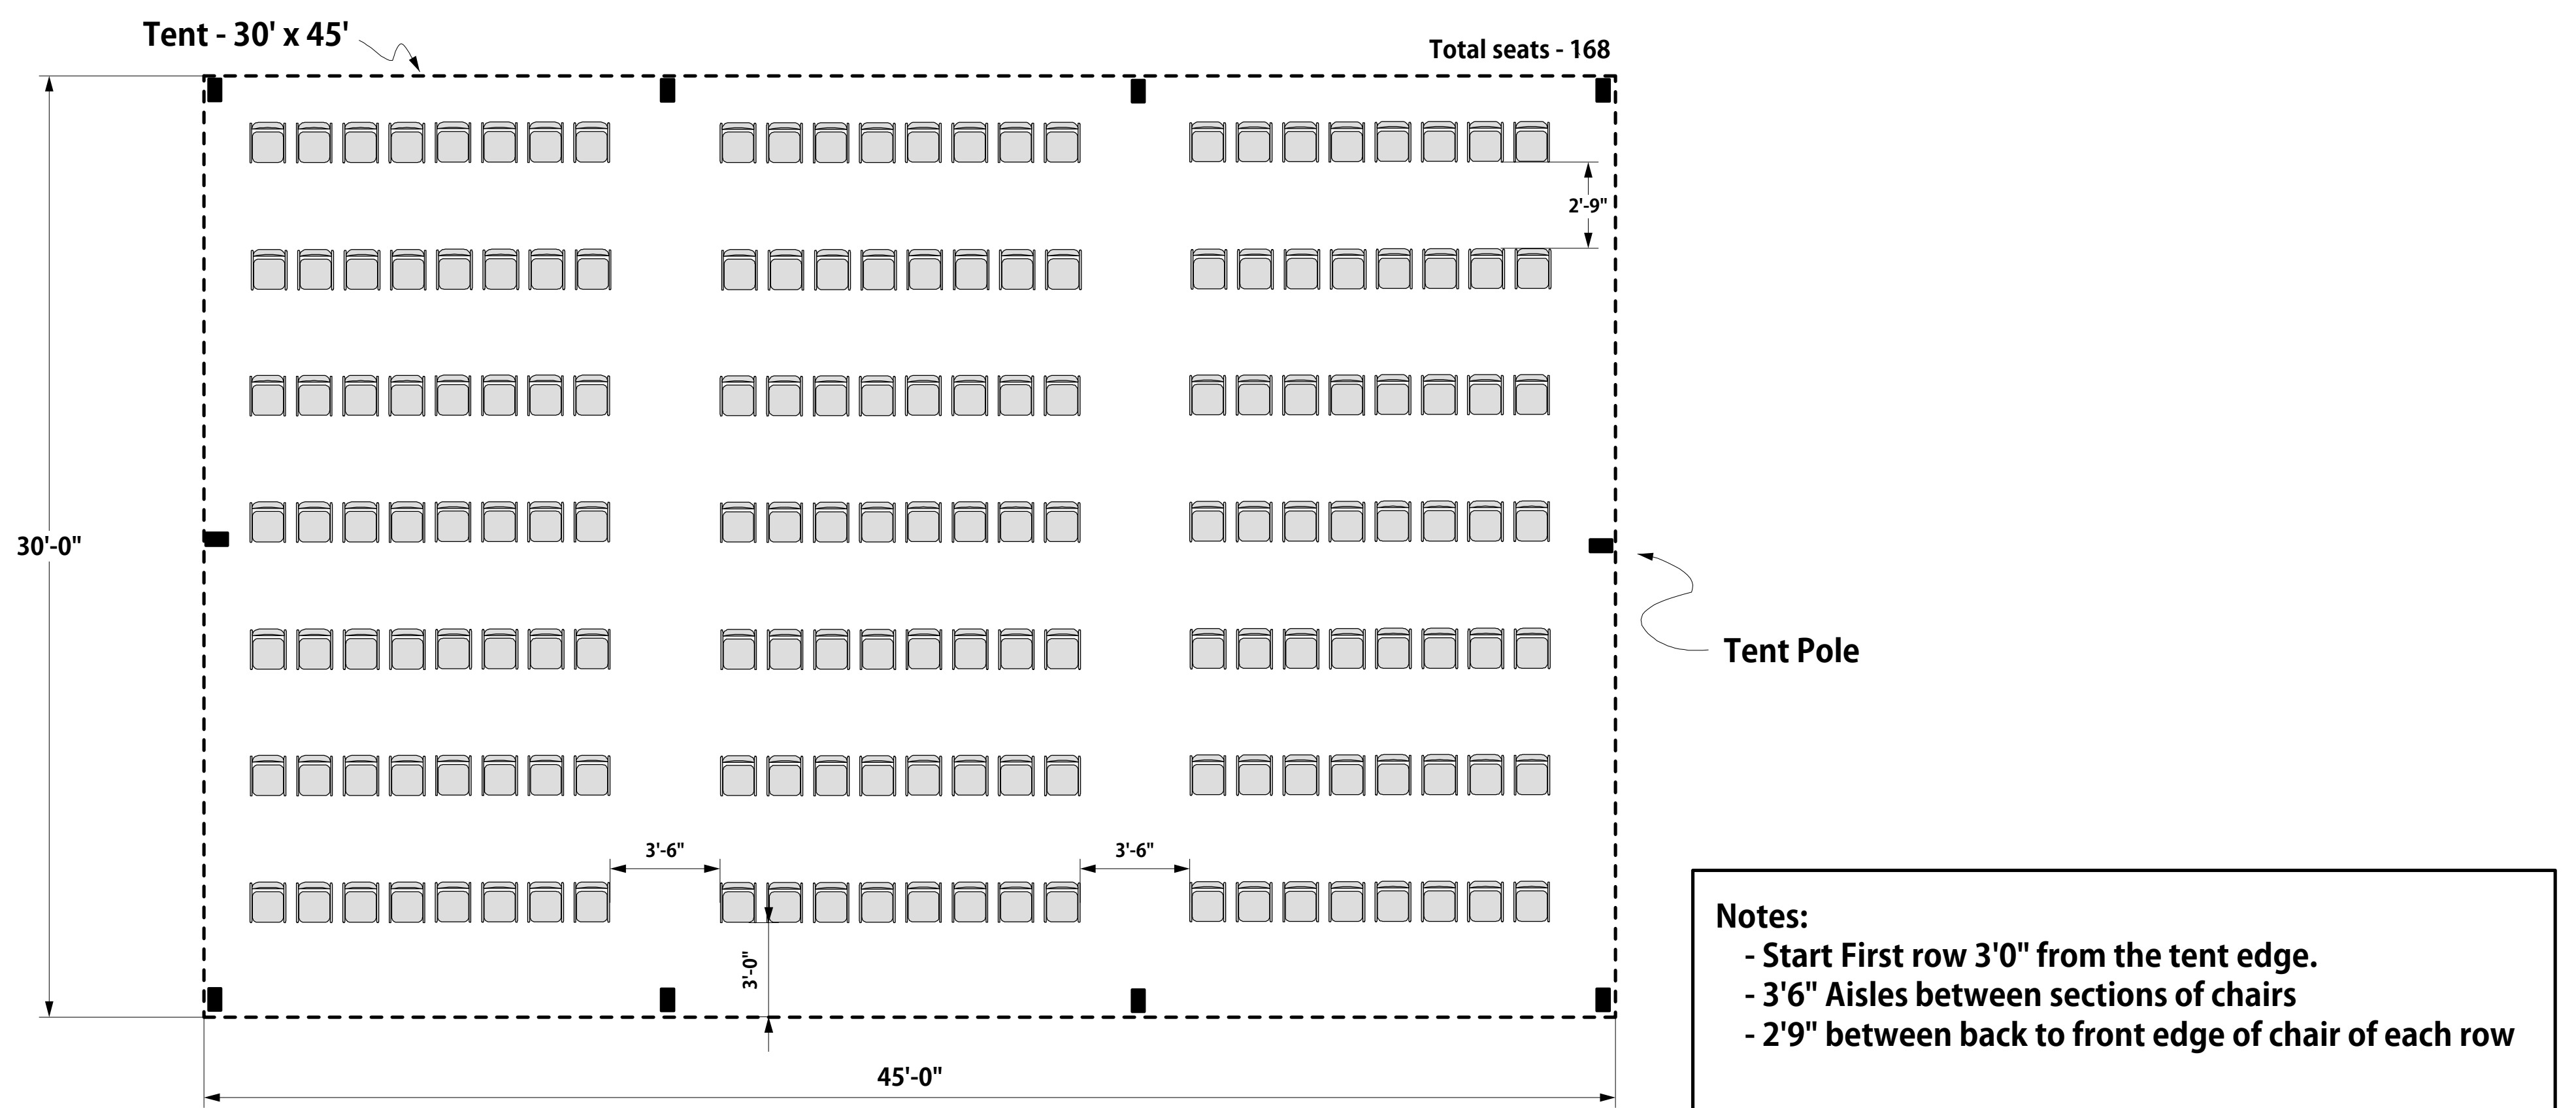 Tent - 30' x 45'
Total seats - 168
2'-9"
30'-0"
Tent Pole
3'-6"
3'-6"
3'-0"
45'-0"
Notes:
- Start First row 3'0" from the tent edge.
- 3'6" Aisles between sections of chairs
- 2'9" between back to front edge of chair of each row